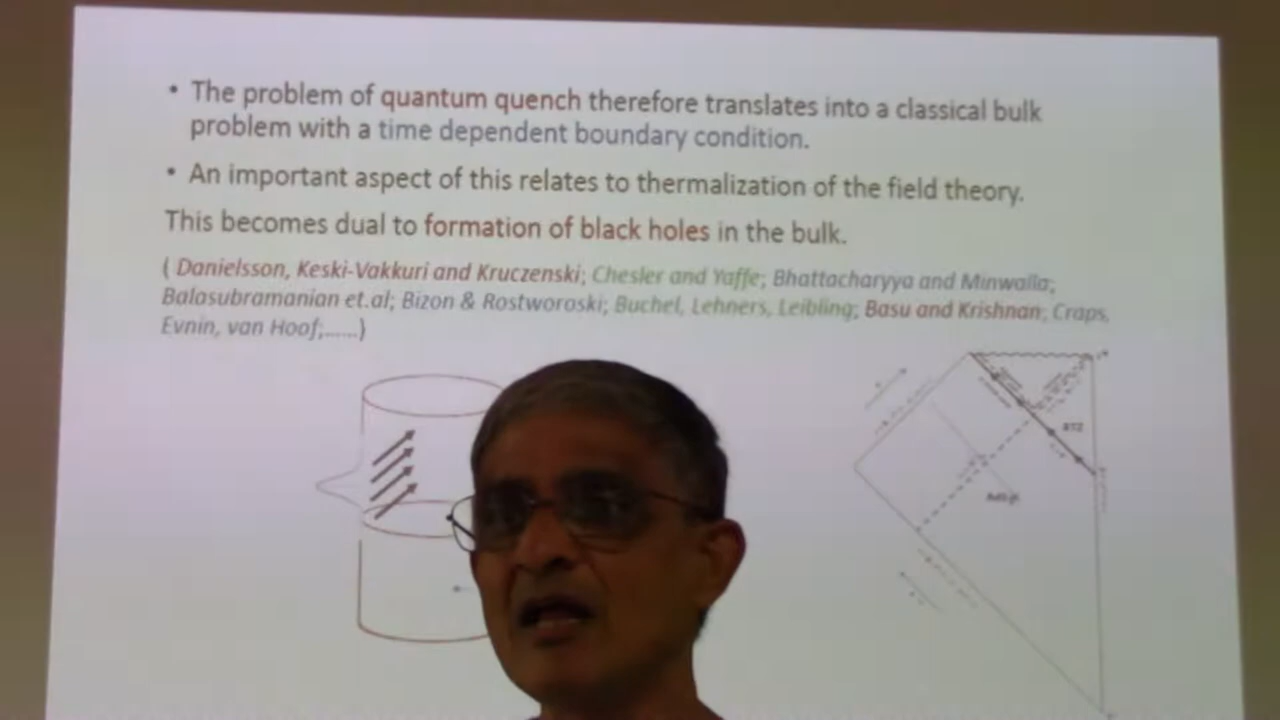 • The problem of quantum quench therefore translates into a classical bulk
problem with a time dependent boundary condition.
• An important aspect of this relates to thermalization of the field theory.
This becomes dual to formation of black holes in the bulk.
( Danielsson, Keski-Vakkuri and Kruczenski; Chesler and Yaffe; Bhattacharyya and Minwalla;
Balasubramanian et.al; Bizon & Rostworoski; Buchel, Lehners, Leibling; Basu and Krishnan; Craps,
Evnin, van Hoof;......)
BTZ